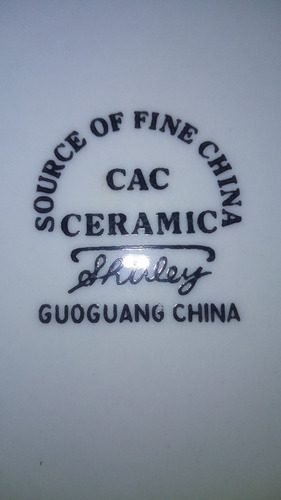 SOURCE OF FINE CHINA
CAC
CERAMIC
Shirley
GUOGUANG CHINA